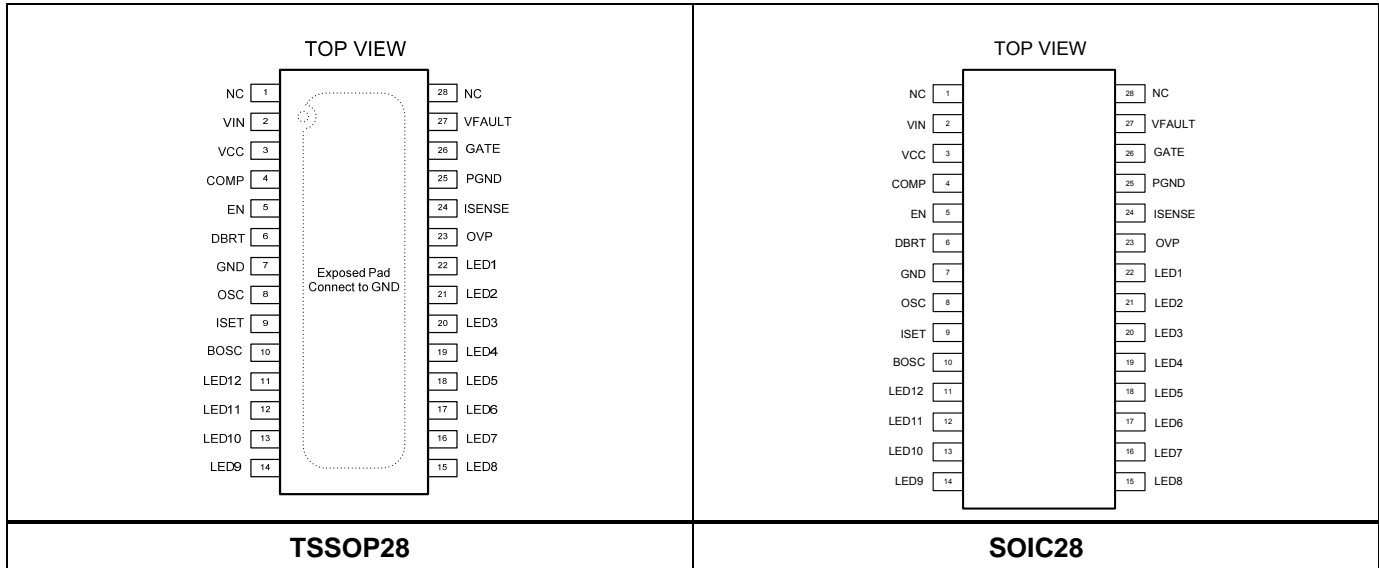 TOP VIEW
NC 1 28 NC
VIN 2 27 VFAULT
VCC 3 26 GATE
COMP 4 25 PGND
EN 5 24 ISENSE
DBRT 6 23 OVP
GND 7 22 LED1
OSC 8 21 LED2
ISET 9 20 LED3
BOSC 10 19 LED4
LED12 11 18 LED5
LED11 12 17 LED6
LED10 13 16 LED7
LED9 14 15 LED8
Exposed Pad
Connect to GND
TSSOP28
TOP VIEW
NC 1 28 NC
VIN 2 27 VFAULT
VCC 3 26 GATE
COMP 4 25 PGND
EN 5 24 ISENSE
DBRT 6 23 OVP
GND 7 22 LED1
OSC 8 21 LED2
ISET 9 20 LED3
BOSC 10 19 LED4
LED12 11 18 LED5
LED11 12 17 LED6
LED10 13 16 LED7
LED9 14 15 LED8
SOIC28